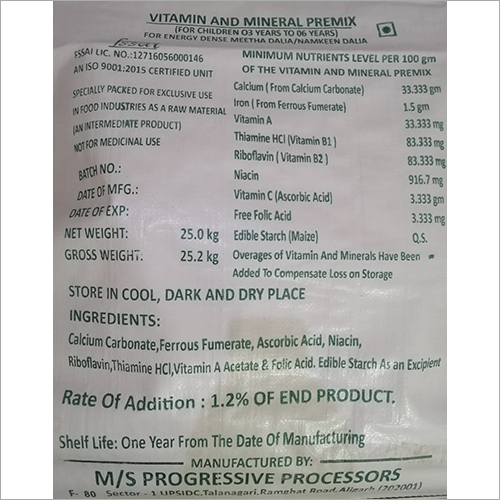 VITAMIN AND MINERAL PREMIX
(FOR CHILDREN O3 YEARS TO 06 YEARS)
FOR ENERGY DENSE MEETHA DALIA/NAMKEEN DALIA
fssai
FSSAI LIC. NO.:12716056000146
AN ISO 9001:2015 CERTIFIED UNIT
SPECIALLY PACKED FOR EXCLUSIVE USE
IN FOOD INDUSTRIES AS A RAW MATERIAL
(AN INTERMEDIATE PRODUCT)
NOT FOR MEDICINAL USE
BATCH NO.:
DATE OF MFG.:
DATE OF EXP:
NET WEIGHT: 25.0 kg
GROSS WEIGHT: 25.2 kg
MINIMUM NUTRIENTS LEVEL PER 100 gm
OF THE VITAMIN AND MINERAL PREMIX
Calcium ( From Calcium Carbonate) 33.333 gm
Iron ( From Ferrous Fumerate) 1.5 gm
Vitamin A 33.333 mg
Thiamine HCl (Vitamin B1 ) 83.333 mg
Riboflavin ( Vitamin B2 ) 83.333 mg
Niacin 916.7 mg
Vitamin C (Ascorbic Acid) 3.333 gm
Free Folic Acid 3.333 mg
Edible Starch (Maize) Q.S.
Overages of Vitamin And Minerals Have Been
Added To Compensate Loss on Storage
STORE IN COOL, DARK AND DRY PLACE
INGREDIENTS:
Calcium Carbonate,Ferrous Fumerate, Ascorbic Acid, Niacin,
Riboflavin,Thiamine HCl,Vitamin A Acetate & Folic Acid. Edible Starch As an Excipient
Rate Of Addition : 1.2% OF END PRODUCT.
Shelf Life: One Year From The Date Of Manufacturing
MANUFACTURED BY:
M/S PROGRESSIVE PROCESSORS
F- 80 Sector - 1 UPSIDC,Talanagari,Ramghat Road,Aligarh (202001)